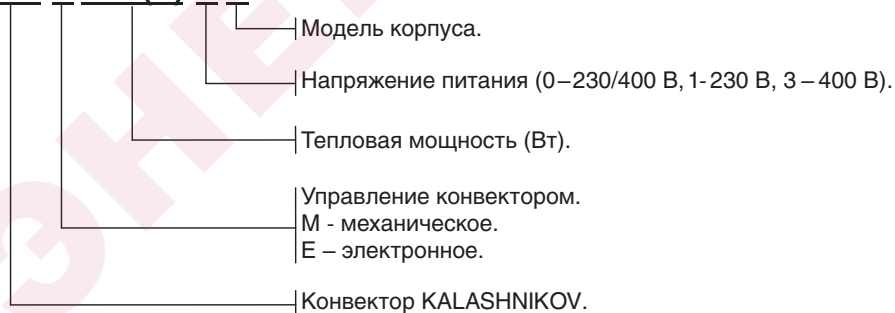 Модель корпуса.
Напряжение питания (0–230/400 В, 1- 230 В, 3 – 400 В).
Тепловая мощность (Вт).
Управление конвектором.
М - механическое.
Е – электронное.
Конвектор KALASHNIKOV.